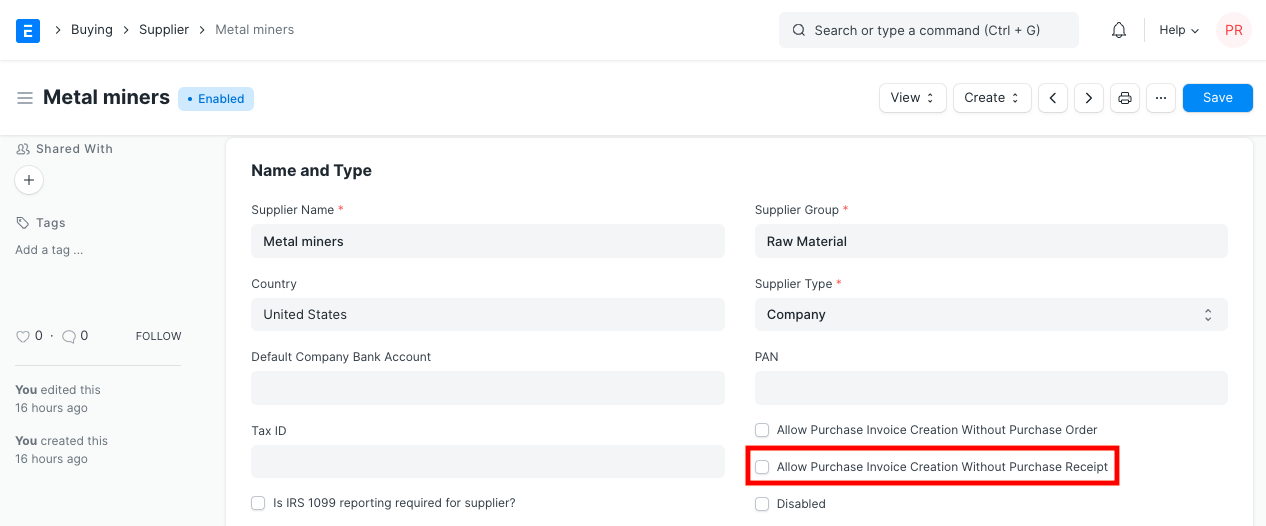 E > Buying > Supplier > Metal miners
Search or type a command (Ctrl + G)
Help
PR
Metal miners
• Enabled
View
Create
...
Save
Shared With
+
Tags
Add a tag ...
0 · 0
FOLLOW
You edited this
16 hours ago
You created this
16 hours ago
Name and Type
Supplier Name *
Metal miners
Supplier Group *
Raw Material
Country
United States
Supplier Type *
Company
Default Company Bank Account
PAN
Tax ID
Allow Purchase Invoice Creation Without Purchase Order
Allow Purchase Invoice Creation Without Purchase Receipt
Is IRS 1099 reporting required for supplier?
Disabled